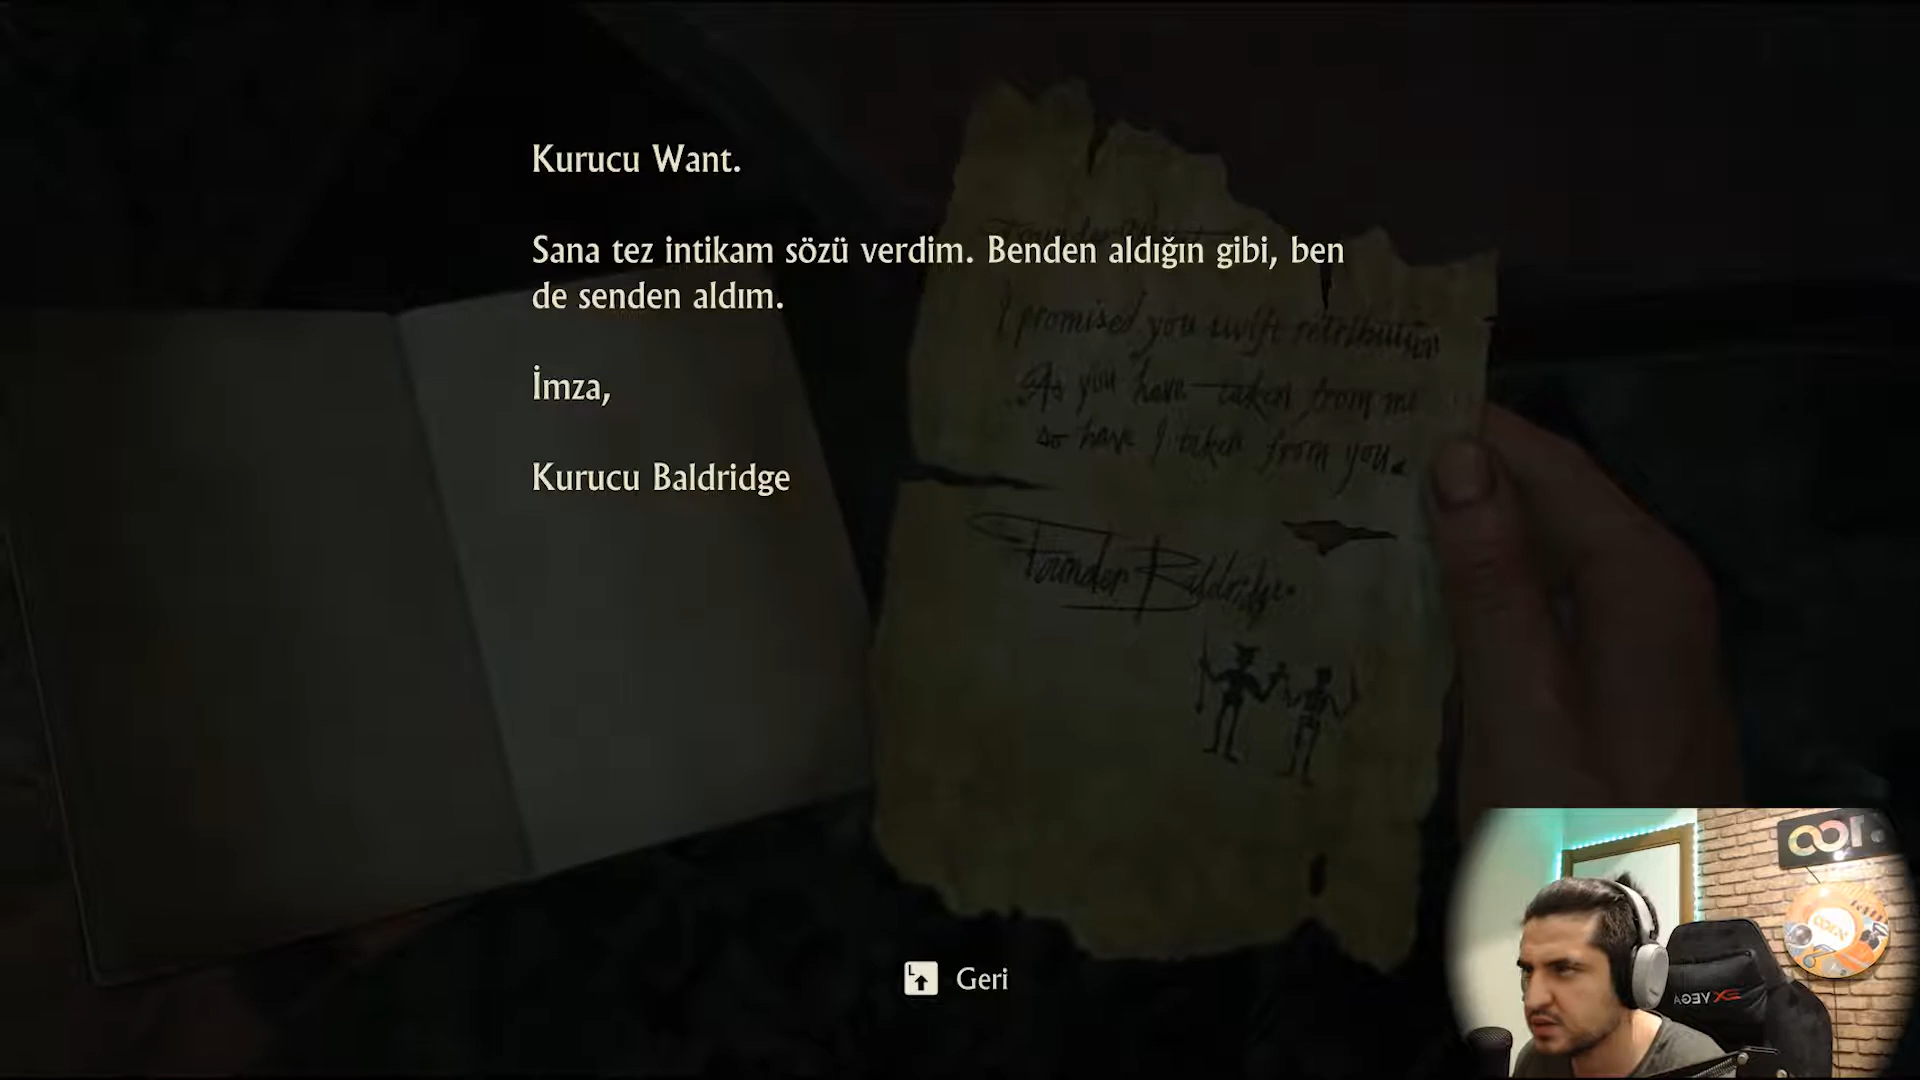 Kurucu Want.
Sana tez intikam sözü verdim. Benden aldığın gibi, ben
de senden aldım.
İmza,
Kurucu Baldridge
I promised you swift retribution
As you have taken from me
so have I taken from you.
Founder Baldridge
L
Geri
VEGA